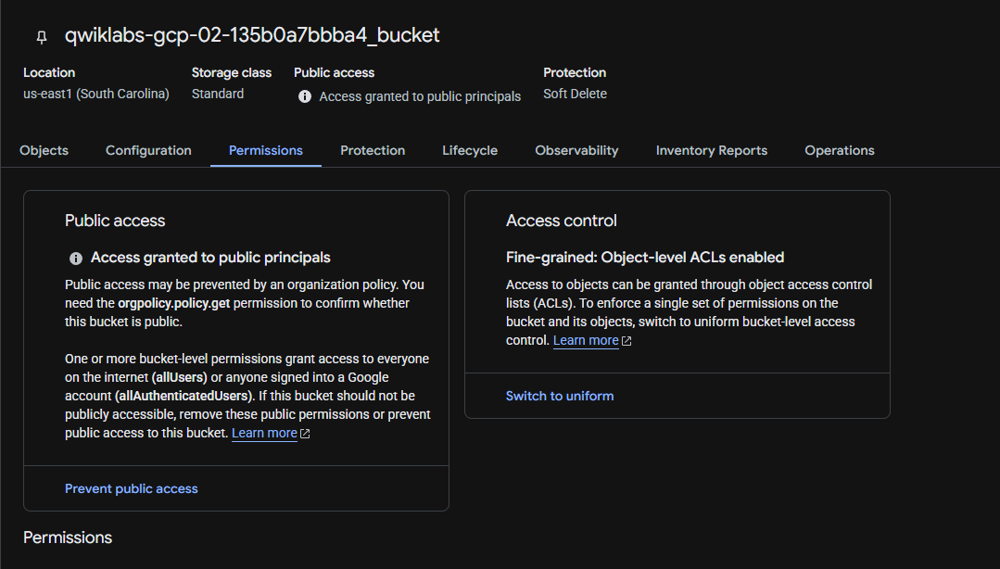 qwiklabs-gcp-02-135b0a7bbba4_bucket
Location
Storage class
Public access
Protection
us-east1 (South Carolina)
Standard
Access granted to public principals
Soft Delete
Objects
Configuration
Permissions
Protection
Lifecycle
Observability
Inventory Reports
Operations
Public access
Access granted to public principals
Public access may be prevented by an organization policy. You
need the orgpolicy.policy.get permission to confirm whether
this bucket is public.
One or more bucket-level permissions grant access to everyone
on the internet (allUsers) or anyone signed into a Google
account (allAuthenticatedUsers). If this bucket should not be
publicly accessible, remove these public permissions or prevent
public access to this bucket. Learn more
Prevent public access
Access control
Fine-grained: Object-level ACLs enabled
Access to objects can be granted through object access control
lists (ACLs). To enforce a single set of permissions on the
bucket and its objects, switch to uniform bucket-level access
control. Learn more
Switch to uniform
Permissions